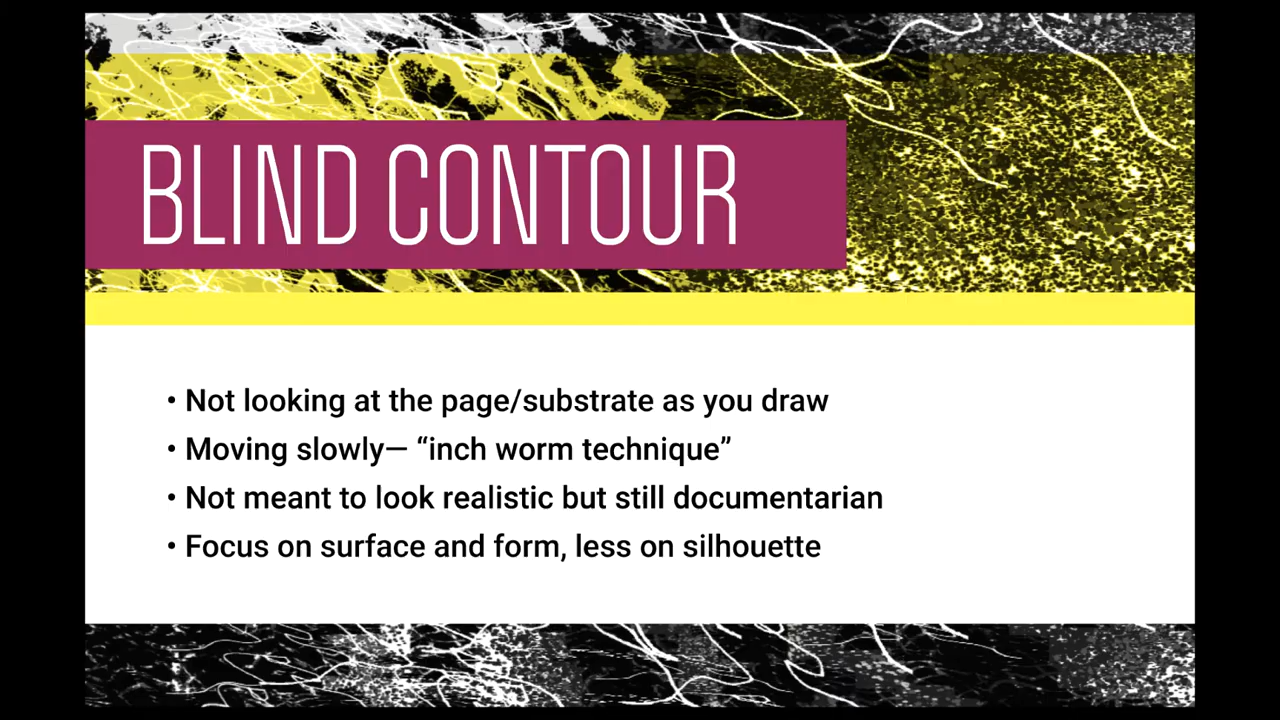 BLIND CONTOUR
• Not looking at the page/substrate as you draw
• Moving slowly— “inch worm technique”
• Not meant to look realistic but still documentarian
• Focus on surface and form, less on silhouette